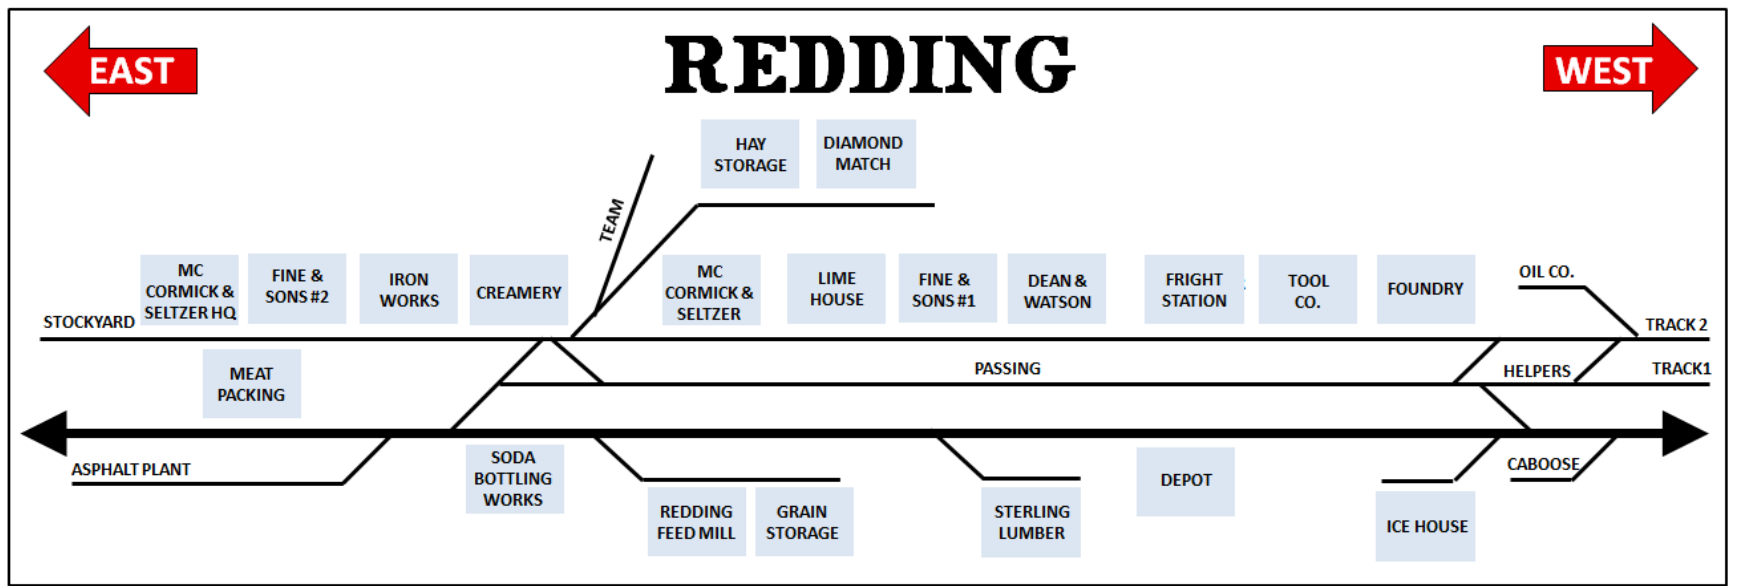 EAST
REDDING
WEST
HAY
STORAGE
DIAMOND
MATCH
TEAM
MC
CORMICK &
SELTZER HQ
FINE &
SONS #2
IRON
WORKS
CREAMERY
MC
CORMICK &
SELTZER
LIME
HOUSE
FINE &
SONS #1
DEAN &
WATSON
FRIGHT
STATION
TOOL
CO.
FOUNDRY
OIL CO.
STOCKYARD
TRACK 2
MEAT
PACKING
PASSING
HELPERS
TRACK1
ASPHALT PLANT
SODA
BOTTLING
WORKS
REDDING
FEED MILL
GRAIN
STORAGE
STERLING
LUMBER
DEPOT
CABOOSE
ICE HOUSE